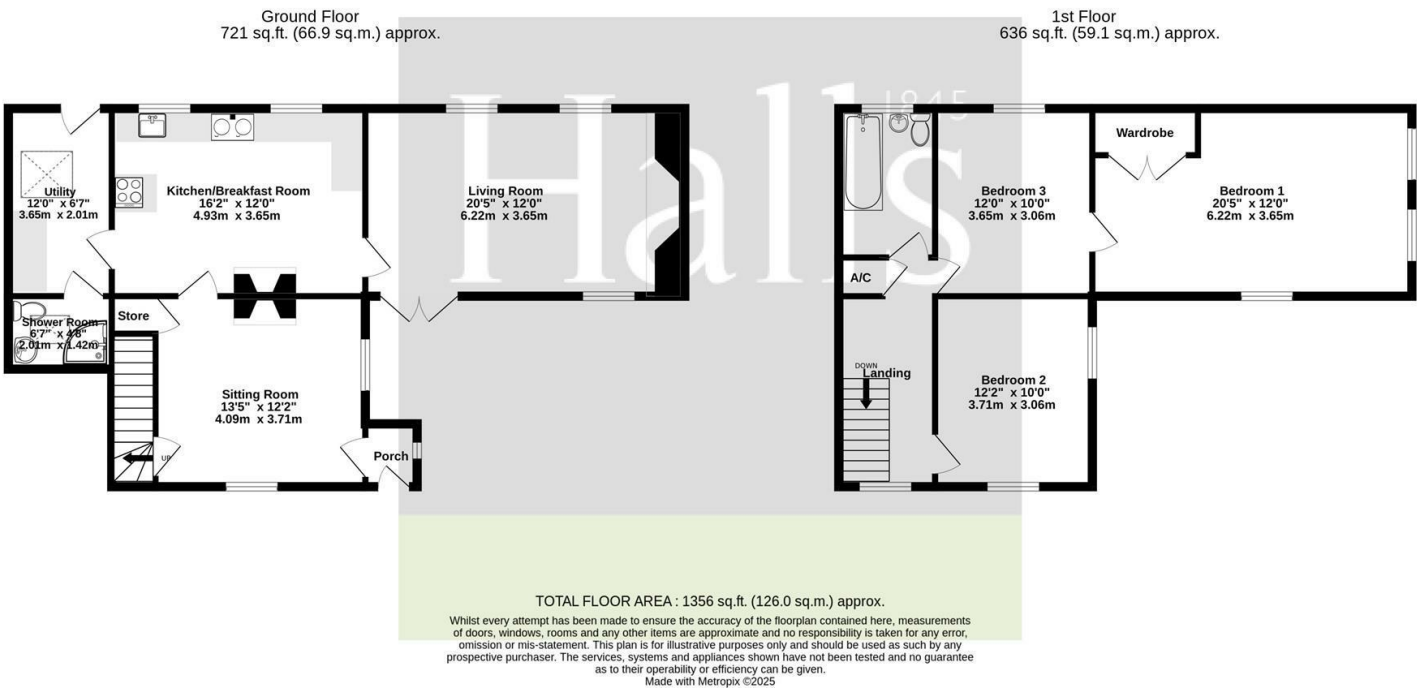 Ground Floor
721 sq.ft. (66.9 sq.m.) approx.
1st Floor
636 sq.ft. (59.1 sq.m.) approx.
Halls
1845
Utility
12'0" x 6'7"
3.65m x 2.01m
Kitchen/Breakfast Room
16'2" x 12'0"
4.93m x 3.65m
Living Room
20'5" x 12'0"
6.22m x 3.65m
Shower Room
6'7" x 4'8"
2.01m x 1.42m
Store
Sitting Room
13'5" x 12'2"
4.09m x 3.71m
UP
Porch
Wardrobe
Bedroom 3
12'0" x 10'0"
3.65m x 3.06m
Bedroom 1
20'5" x 12'0"
6.22m x 3.65m
A/C
DOWN
Landing
Bedroom 2
12'2" x 10'0"
3.71m x 3.06m
TOTAL FLOOR AREA : 1356 sq.ft. (126.0 sq.m.) approx.
Whilst every attempt has been made to ensure the accuracy of the floorplan contained here, measurements
of doors, windows, rooms and any other items are approximate and no responsibility is taken for any error,
omission or mis-statement. This plan is for illustrative purposes only and should be used as such by any
prospective purchaser. The services, systems and appliances shown have not been tested and no guarantee
as to their operability or efficiency can be given.
Made with Metropix ©2025